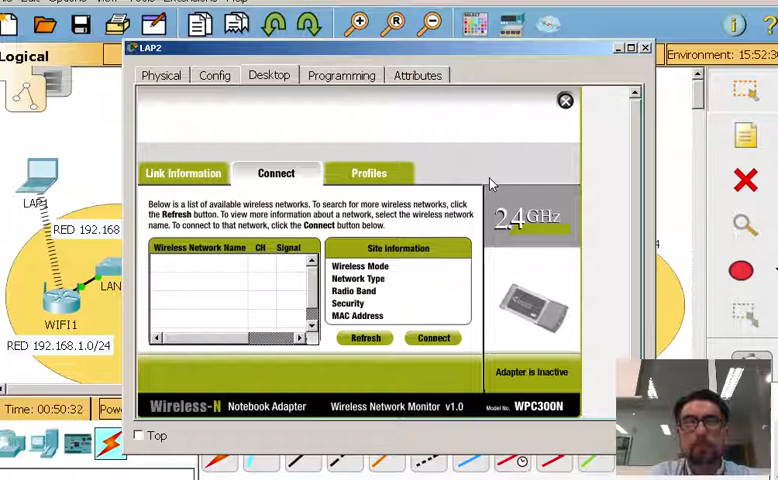 Logical
LAP2
Environment: 15:52:3
Physical
Config
Desktop
Programming
Attributes
Link Information
Connect
Profiles
Below is a list of available wireless networks. To search for more wireless networks, click
the Refresh button. To view more information about a network, select the wireless network
name. To connect to that network, click the Connect button below.
2.4GHz
Wireless Network Name CH Signal
Site Information
Wireless Mode
Network Type
Radio Band
Security
MAC Address
Refresh
Connect
Adapter is Inactive
Wireless-N Notebook Adapter Wireless Network Monitor v1.0 Model No. WPC300N
LAP1
RED 192.168
LAN
WIFI1
RED 192.168.1.0/24
Time: 00:50:32
Pow
Top